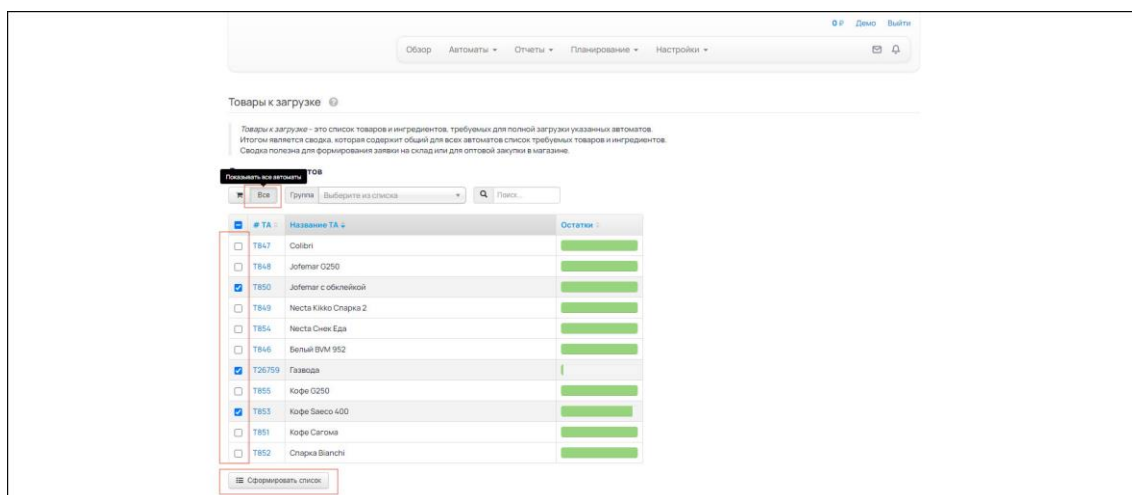 0 ₽ Демо Выйти
Обзор Автоматы Отчеты Планирование Настройки
Товары к загрузке
Товары к загрузке – это список товаров и ингредиентов, требуемых для полной загрузки указанных автоматов.
Итогом является сводка, которая содержит общий для всех автоматов список требуемых товаров и ингредиентов.
Сводка полезна для формирования заявки на склад или для оптовой закупки в магазине.
Показывать все автоматы
Все Группа Выберите из списка Поиск...
# ТА Название ТА Остатки
T847 Colibri
T848 Jofemar G250
T850 Jofemar с обклейкой
T849 Necta Kikko Спарка 2
T854 Necta Снек Еда
T846 Белый BVM 952
T26759 Газвода
T855 Кофе G250
T853 Кофе Saeco 400
T851 Кофе Сагома
T852 Спарка Bianchi
Сформировать список